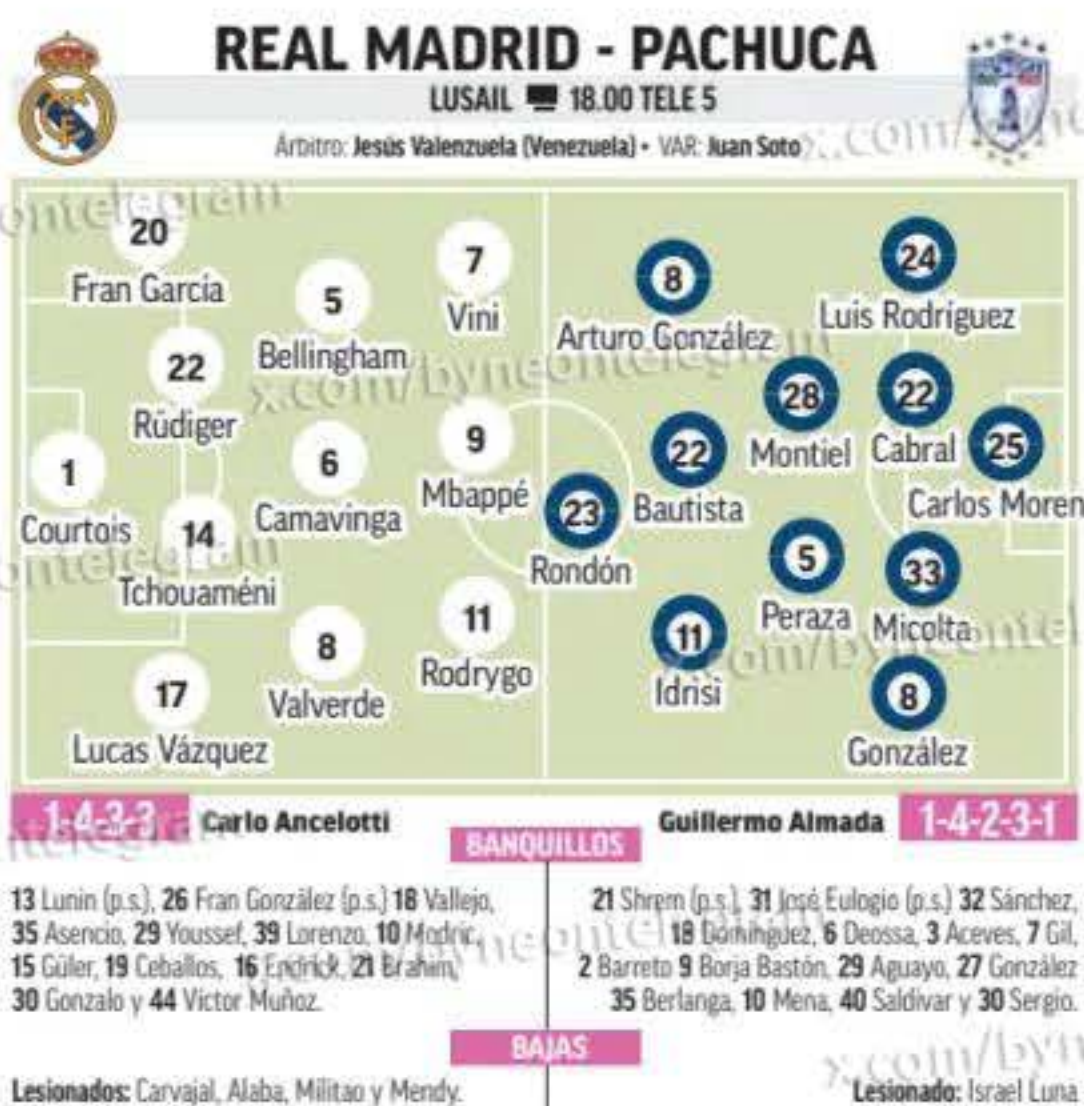 REAL MADRID - PACHUCA
LUSAIL 18.00 TELE 5
Árbitro: Jesús Valenzuela (Venezuela) • VAR: Juan Soto
20
Fran García
22
Rüdiger
1
Courtois
14
Tchouaméni
17
Lucas Vázquez
5
Bellingham
6
Camavinga
8
Valverde
7
Vini
9
Mbappé
11
Rodrygo
23
Rondón
8
Arturo González
22
Bautista
11
Idrisi
28
Montiel
5
Peraza
24
Luis Rodríguez
22
Cabral
33
Micolta
8
González
25
Carlos Moren
1-4-3-3 Carlo Ancelotti
Guillermo Almada 1-4-2-3-1
BANQUILLOS
13 Lunin (p.s.), 26 Fran González (p.s.) 18 Vallejo,
35 Asencio, 29 Youssef, 39 Lorenzo, 10 Modric,
15 Güler, 19 Ceballos, 16 Endrick, 21 Brahim,
30 Gonzalo y 44 Víctor Muñoz.
21 Shrem (p.s.), 31 José Eulogio (p.s.) 32 Sánchez,
18 Domínguez, 6 Deossa, 3 Aceves, 7 Gil,
2 Barreto 9 Borja Bastón, 29 Aguayo, 27 González
35 Berlanga, 10 Mena, 40 Saldivar y 30 Sergio.
BAJAS
Lesionados: Carvajal, Alaba, Militao y Mendy.
Lesionado: Israel Luna
x.com/byneontelegram